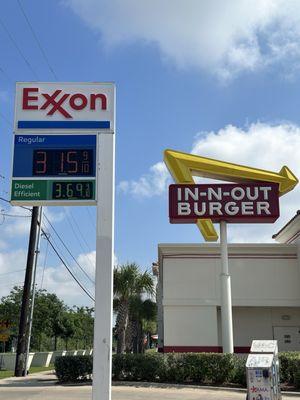 Exxon
Regular
3 15 9/10
Diesel
Efficient
3.69 9/10
IN-N-OUT
BURGER